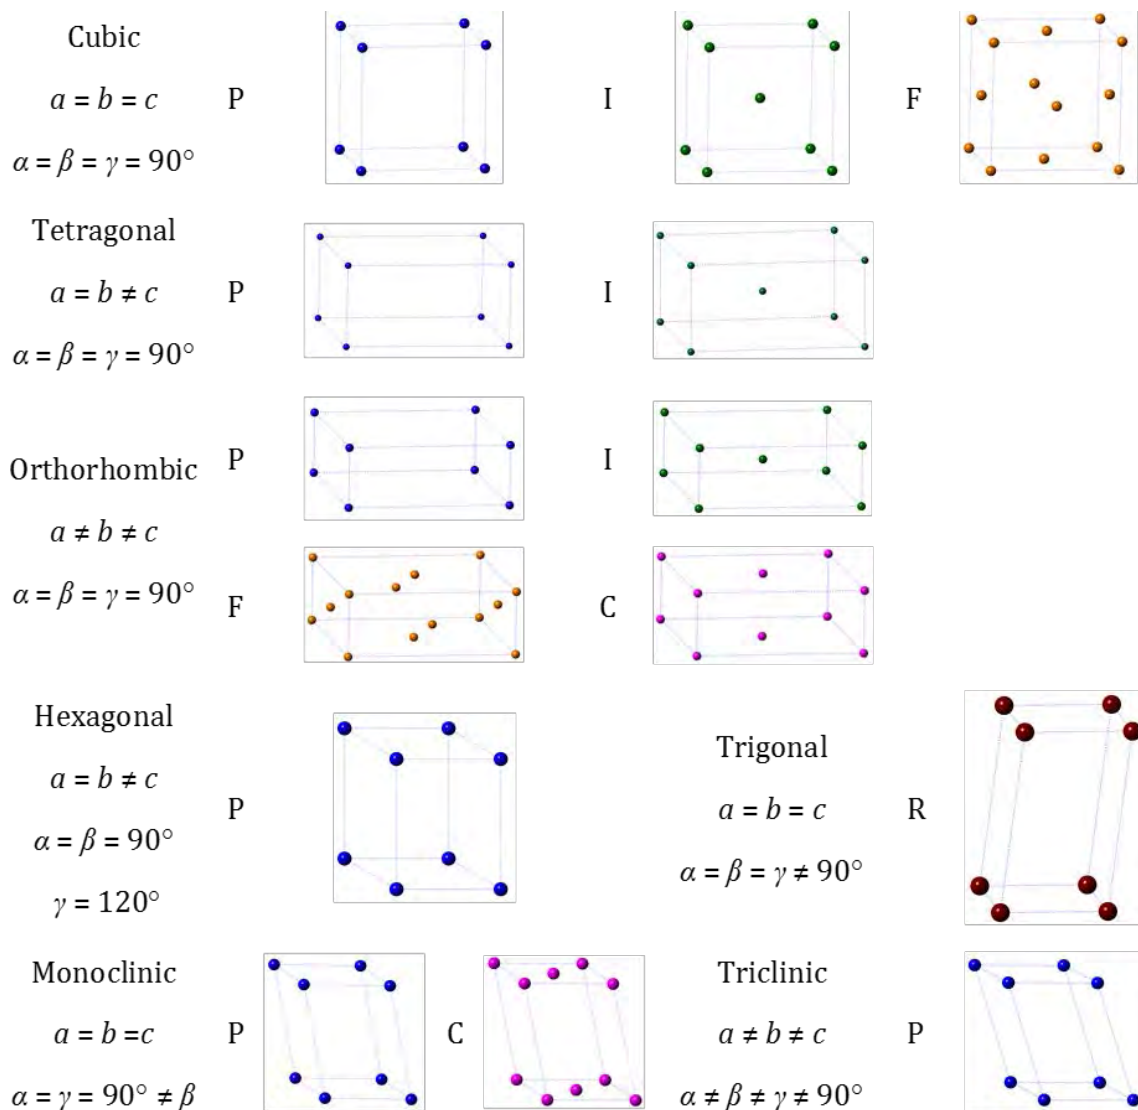 Cubic
a = b = c
α = β = γ = 90°
P
I
F
Tetragonal
a = b ≠ c
α = β = γ = 90°
P
I
Orthorhombic
a ≠ b ≠ c
α = β = γ = 90°
P
I
F
C
Hexagonal
a = b ≠ c
α = β = 90°
γ = 120°
P
Trigonal
a = b = c
α = β = γ ≠ 90°
R
Monoclinic
a = b =c
α = γ = 90° ≠ β
P
C
Triclinic
a ≠ b ≠ c
α ≠ β ≠ γ ≠ 90°
P